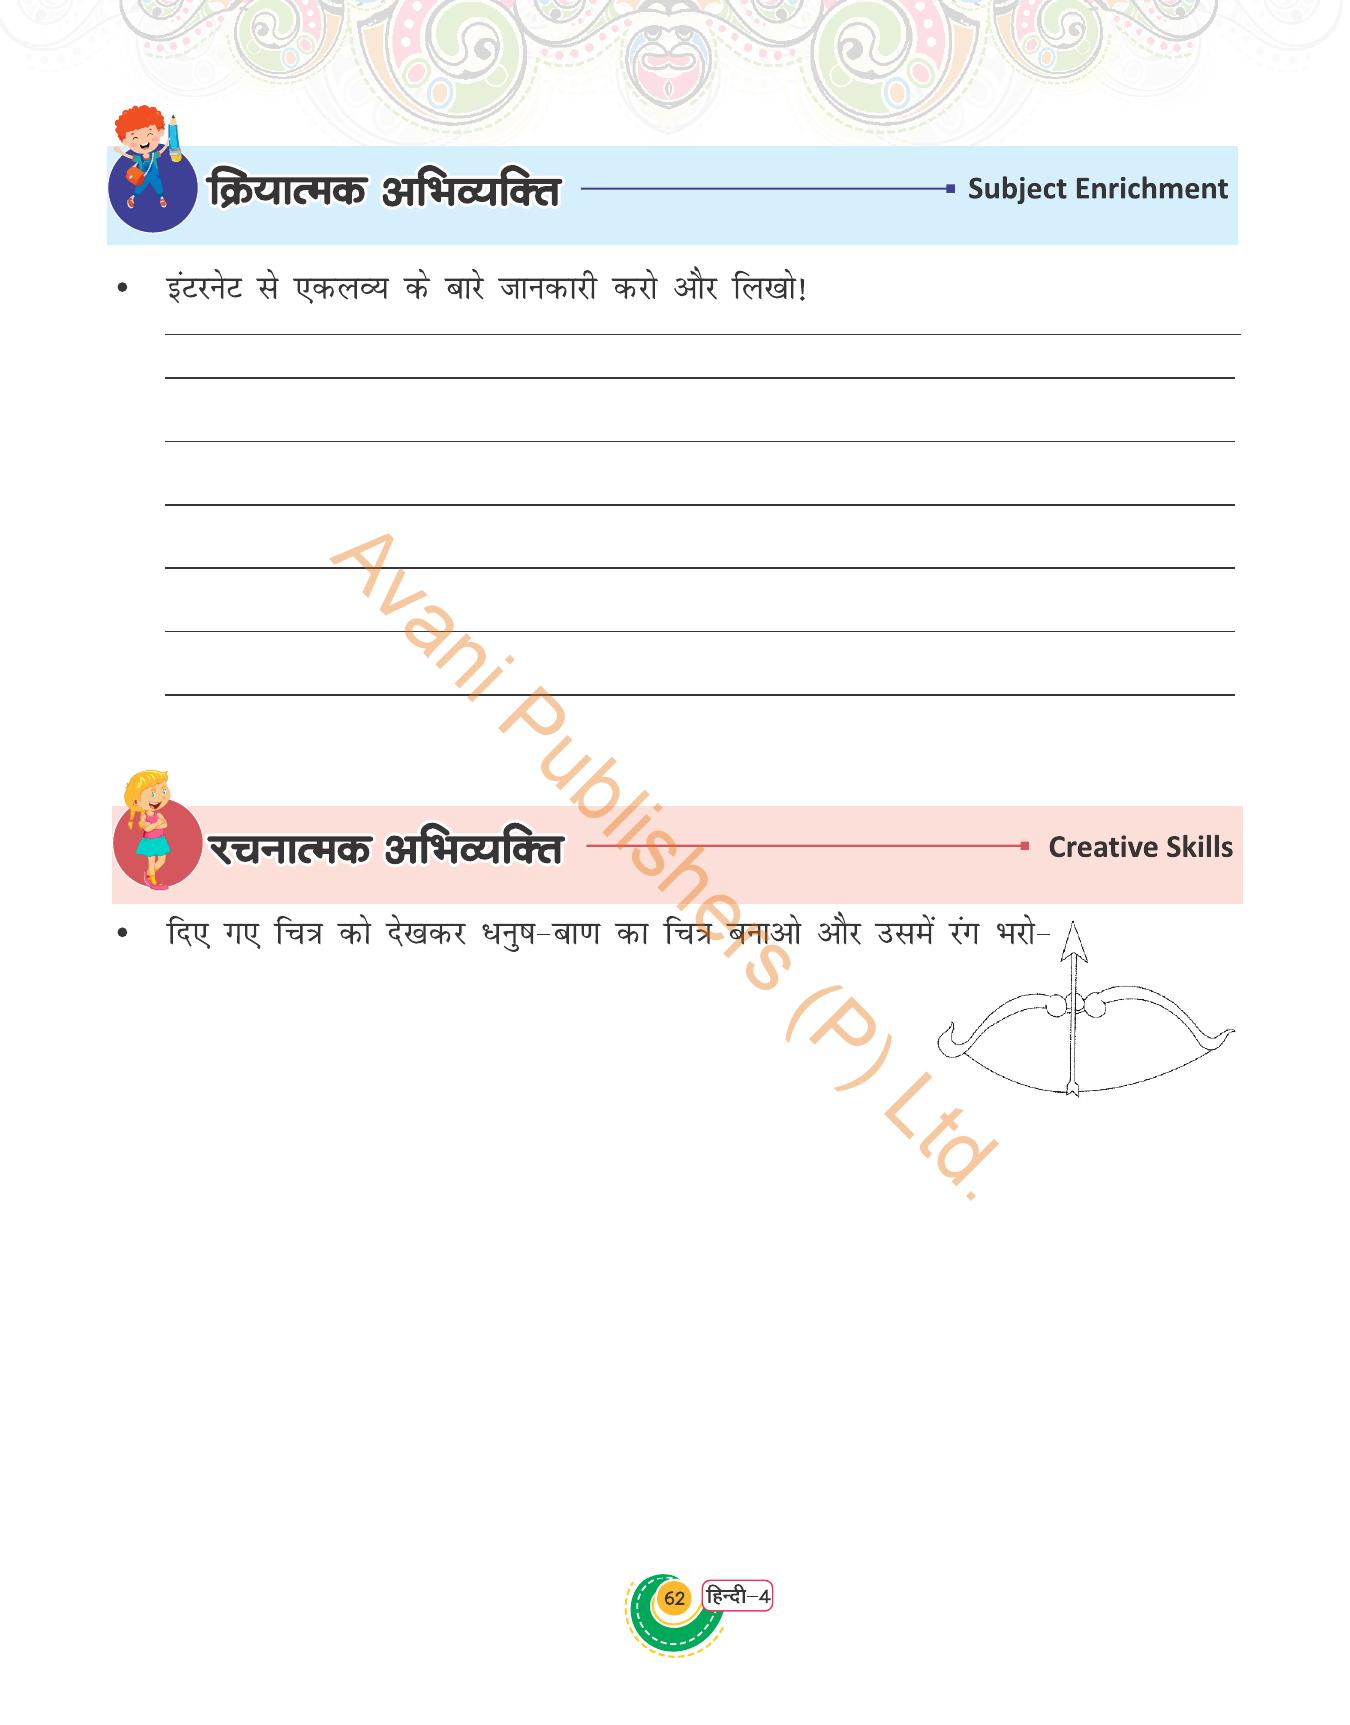 क्रियात्मक अभिव्यक्ति Subject Enrichment
• इंटरनेट से एकलव्य के बारे जानकारी करो और लिखो!
रचनात्मक अभिव्यक्ति Creative Skills
• दिए गए चित्र को देखकर धनुष-बाण का चित्र बनाओ और उसमें रंग भरो-
Avani Publishers (P) Ltd.
62 हिन्दी-4